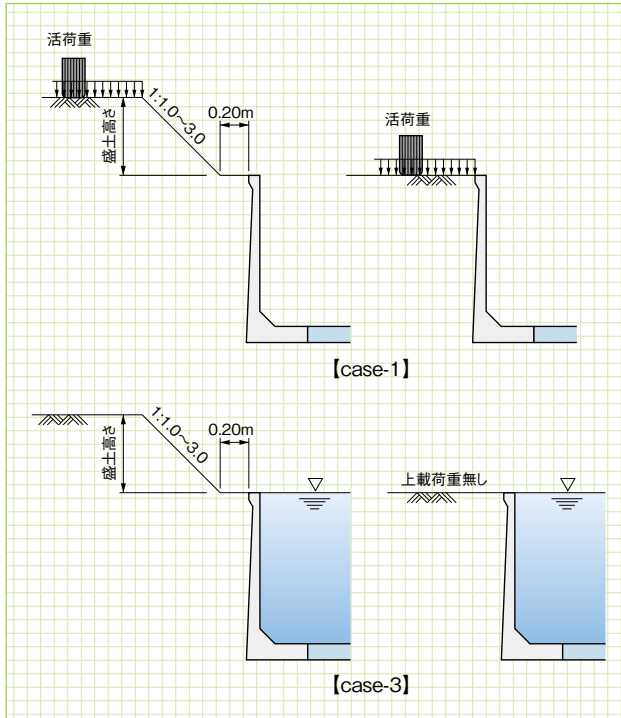 活荷重
1:1.0～3.0
0.20m
盛土高さ
活荷重
【case-1】
1:1.0～3.0
0.20m
盛土高さ
上載荷重無し
【case-3】